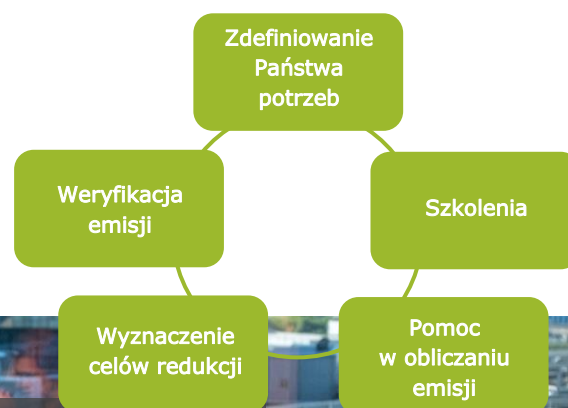 Zdefiniowanie
Państwa
potrzeb
Szkolenia
Pomoc
w obliczaniu
emisji
Wyznaczenie
celów redukcji
Weryfikacja
emisji